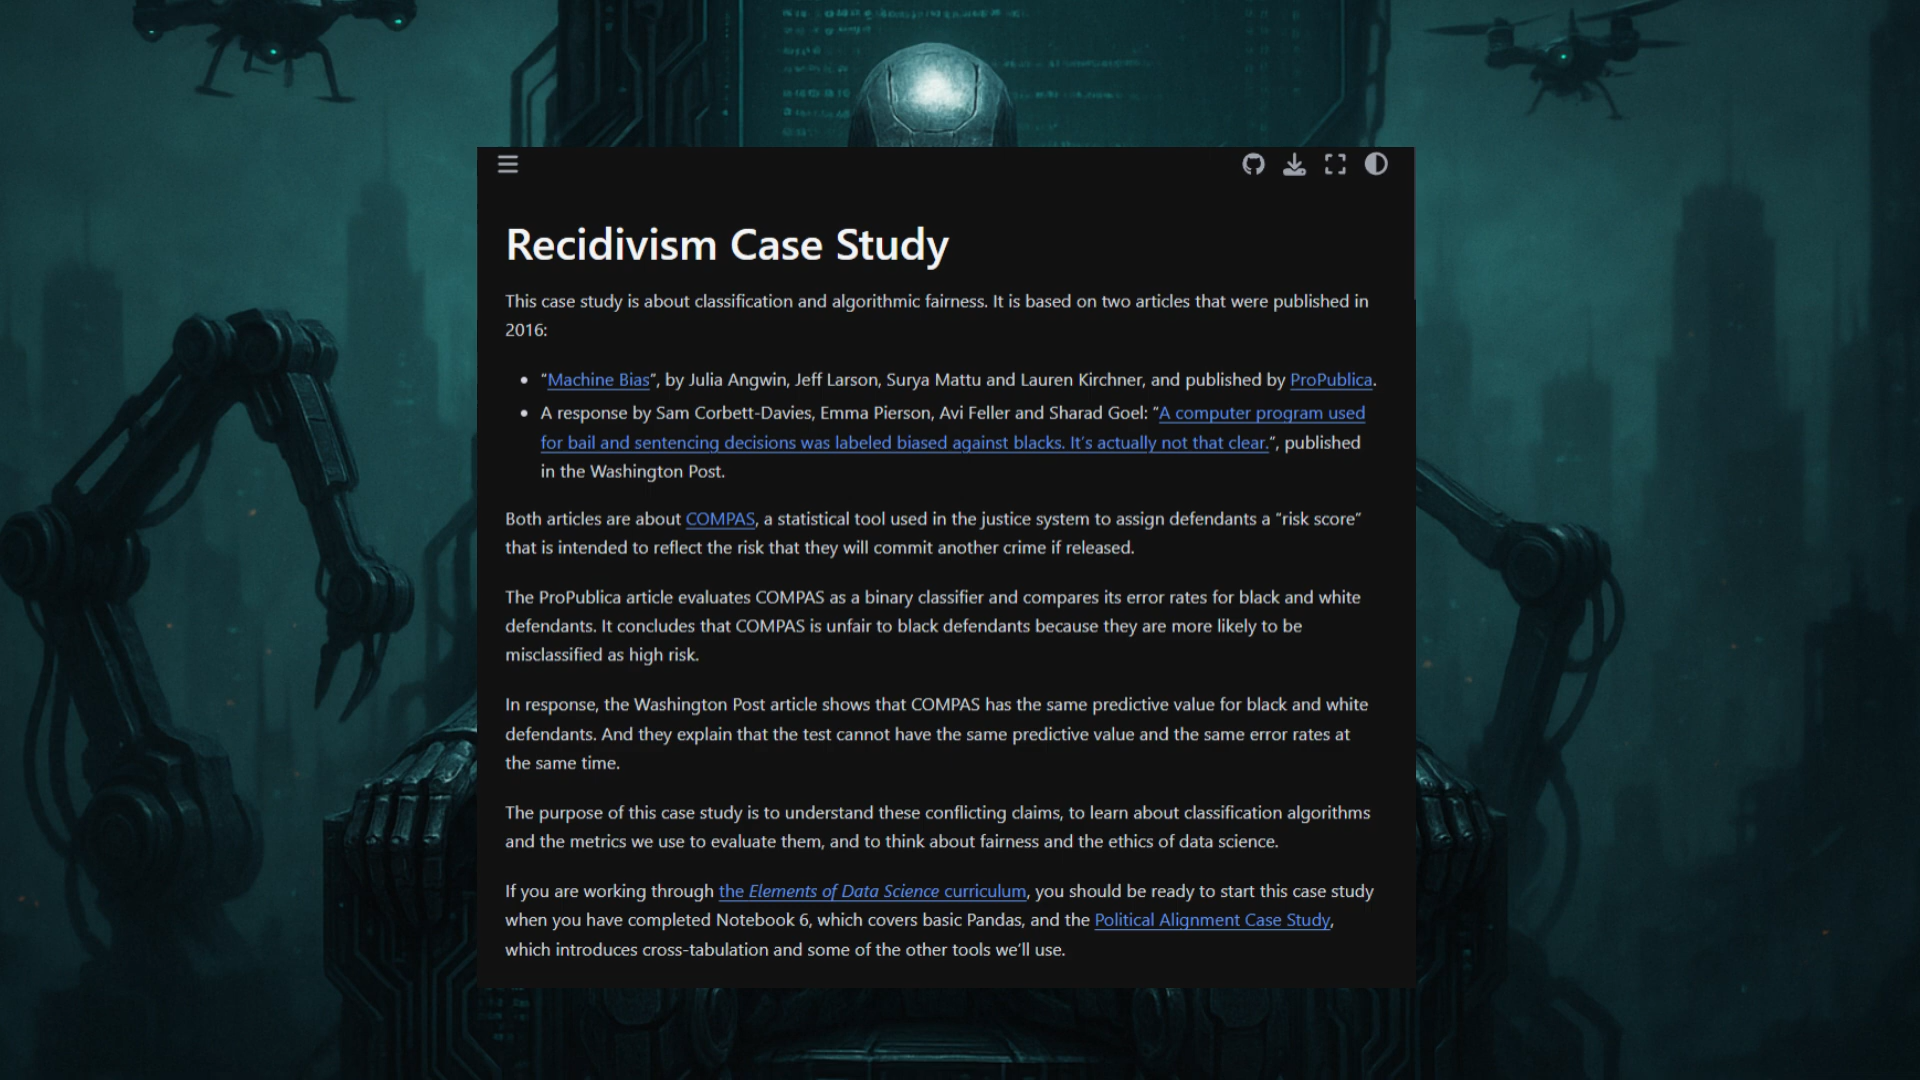 Recidivism Case Study
This case study is about classification and algorithmic fairness. It is based on two articles that were published in
2016:
• “Machine Bias”, by Julia Angwin, Jeff Larson, Surya Mattu and Lauren Kirchner, and published by ProPublica.
• A response by Sam Corbett-Davies, Emma Pierson, Avi Feller and Sharad Goel: “A computer program used
for bail and sentencing decisions was labeled biased against blacks. It’s actually not that clear.”, published
in the Washington Post.
Both articles are about COMPAS, a statistical tool used in the justice system to assign defendants a “risk score”
that is intended to reflect the risk that they will commit another crime if released.
The ProPublica article evaluates COMPAS as a binary classifier and compares its error rates for black and white
defendants. It concludes that COMPAS is unfair to black defendants because they are more likely to be
misclassified as high risk.
In response, the Washington Post article shows that COMPAS has the same predictive value for black and white
defendants. And they explain that the test cannot have the same predictive value and the same error rates at
the same time.
The purpose of this case study is to understand these conflicting claims, to learn about classification algorithms
and the metrics we use to evaluate them, and to think about fairness and the ethics of data science.
If you are working through the Elements of Data Science curriculum, you should be ready to start this case study
when you have completed Notebook 6, which covers basic Pandas, and the Political Alignment Case Study,
which introduces cross-tabulation and some of the other tools we’ll use.